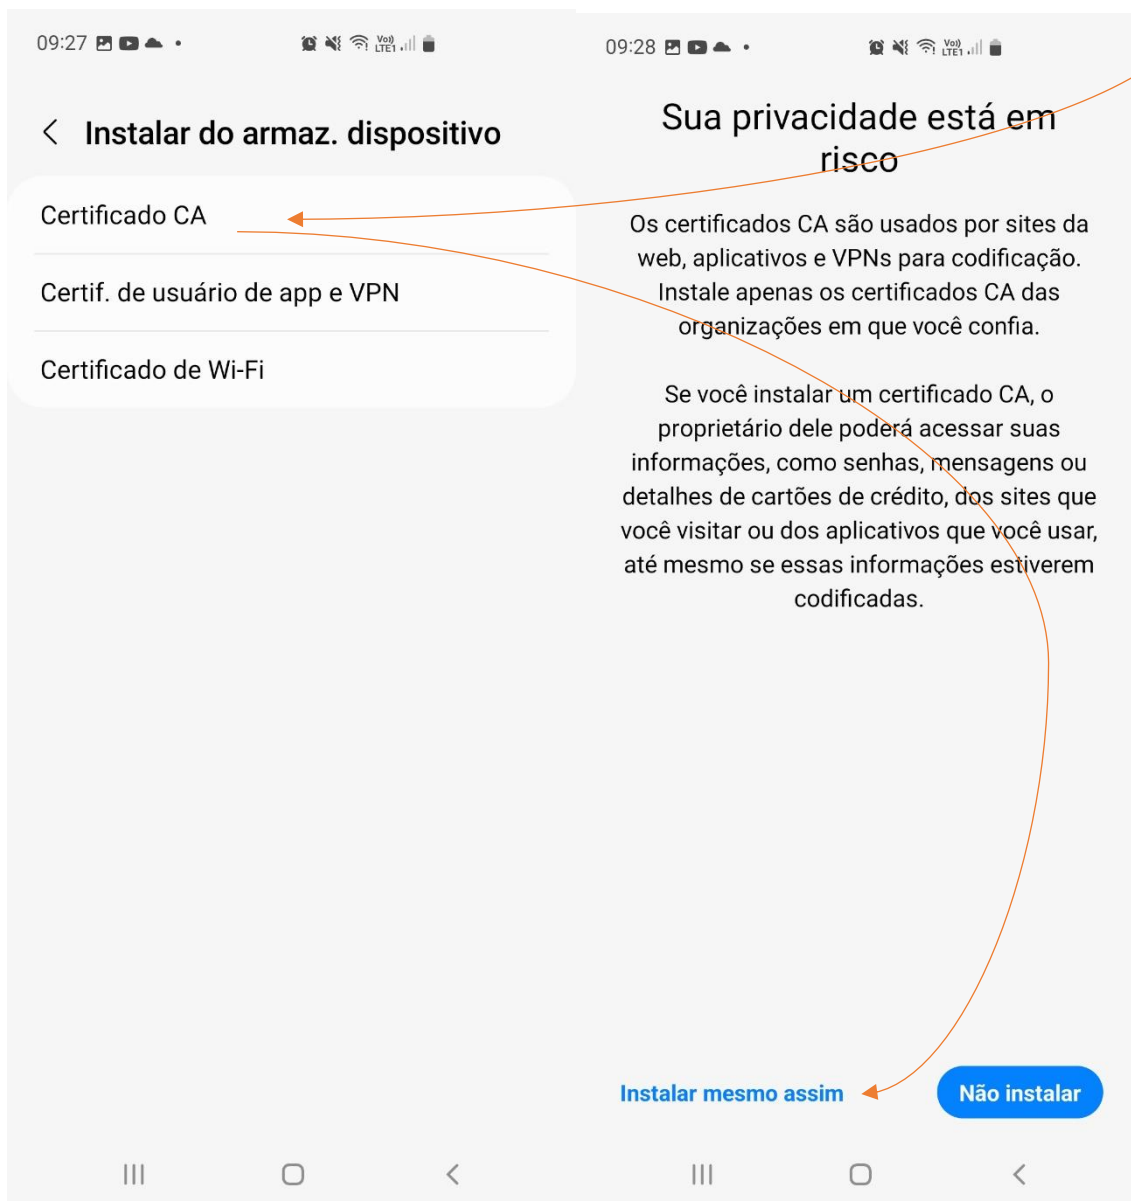 09:27
Vo))
LTE1
Instalar do armaz. dispositivo
Certificado CA
Certif. de usuário de app e VPN
Certificado de Wi-Fi
09:28
Vo))
LTE1
Sua privacidade está em
risco
Os certificados CA são usados por sites da
web, aplicativos e VPNs para codificação.
Instale apenas os certificados CA das
organizações em que você confia.
Se você instalar um certificado CA, o
proprietário dele poderá acessar suas
informações, como senhas, mensagens ou
detalhes de cartões de crédito, dos sites que
você visitar ou dos aplicativos que você usar,
até mesmo se essas informações estiverem
codificadas.
Instalar mesmo assim
Não instalar